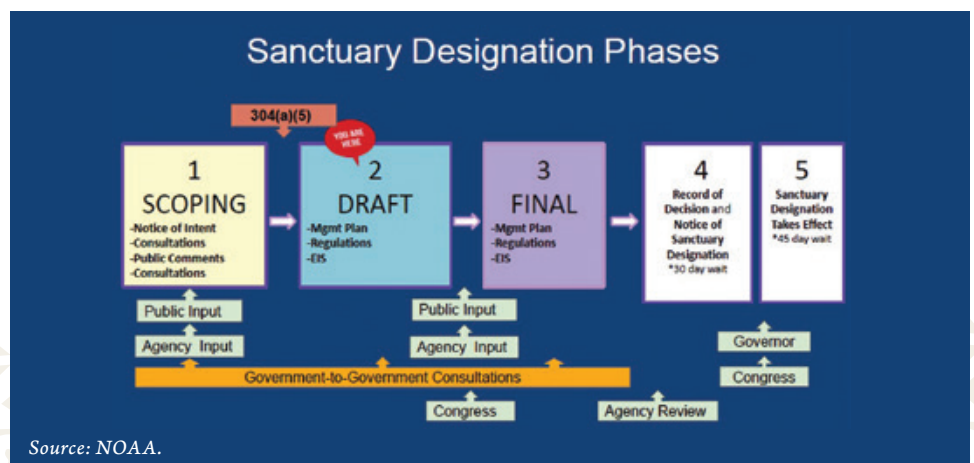 Sanctuary Designation Phases
304(a)(5)
YOU ARE
HERE
1
SCOPING
-Notice of Intent
-Consultations
-Public Comments
-Consultations
2
DRAFT
-Mgmt Plan
-Regulations
-EIS
3
FINAL
-Mgmt Plan
-Regulations
-EIS
4
Record of
Decision and
Notice of
Sanctuary
Designation
*30 day wait
5
Sanctuary
Designation
Takes Effect
*45 day wait
Public Input
Agency Input
Public Input
Agency Input
Governor
Congress
Government-to-Government Consultations
Congress
Agency Review
Source: NOAA.